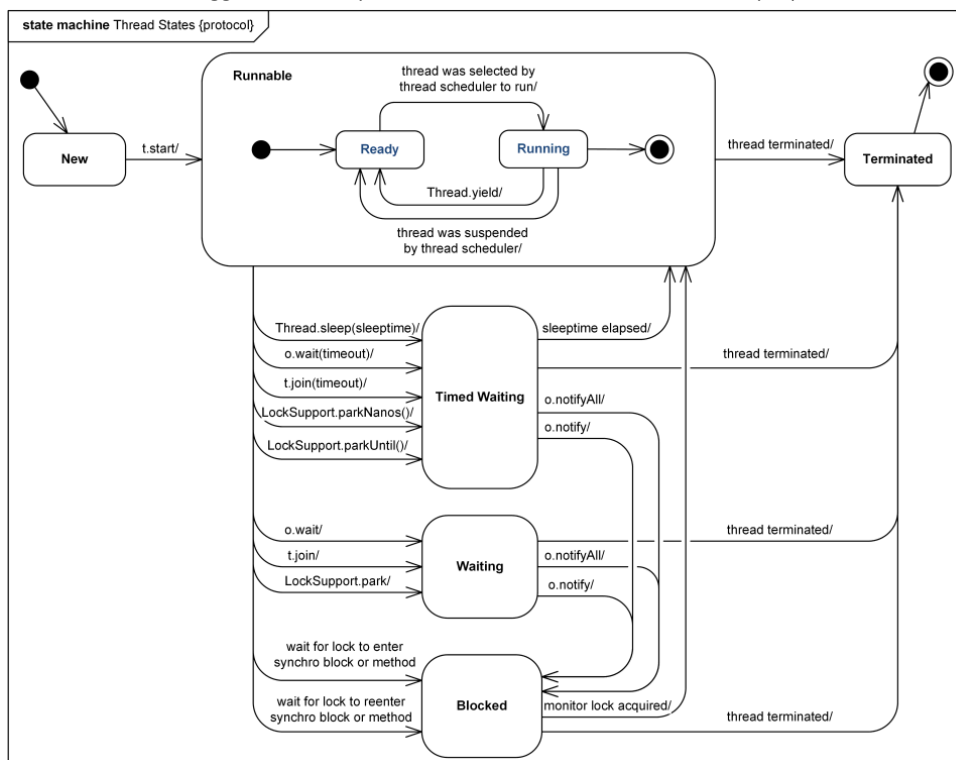 state machine Thread States {protocol}
Runnable
thread was selected by
thread scheduler to run/
New
t.start/
Ready
Running
thread terminated/
Terminated
Thread.yield/
thread was suspended
by thread scheduler/
Thread.sleep(sleeptime)/
sleeptime elapsed/
o.wait(timeout)/
thread terminated/
t.join(timeout)/
Timed Waiting
o.notifyAll/
LockSupport.parkNanos()/
o.notify/
LockSupport.parkUntil()/
o.wait/
thread terminated/
t.join/
Waiting
o.notifyAll/
LockSupport.park/
o.notify/
wait for lock to enter
synchro block or method
wait for lock to reenter
synchro block or method
Blocked
monitor lock acquired/
thread terminated/